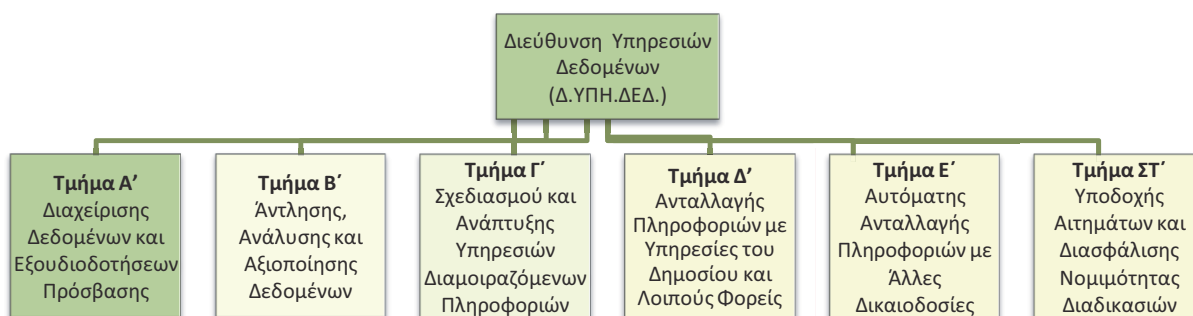 Διεύθυνση Υπηρεσιών
Δεδομένων
(Δ.ΥΠΗ.ΔΕΔ.)
Τμήμα Α’
Διαχείρισης
Δεδομένων και
Εξουδιοδοτήσεων
Πρόσβασης
Τμήμα Β΄
Άντλησης,
Ανάλυσης και
Αξιοποίησης
Δεδομένων
Τμήμα Γ΄
Σχεδιασμού και
Ανάπτυξης
Υπηρεσιών
Διαμοιραζόμενων
Πληροφοριών
Τμήμα Δ’
Ανταλλαγής
Πληροφοριών με
Υπηρεσίες του
Δημοσίου και
Λοιπούς Φορείς
Τμήμα Ε΄
Αυτόματης
Ανταλλαγής
Πληροφοριών με
Άλλες
Δικαιοδοσίες
Τμήμα ΣΤ΄
Υποδοχής
Αιτημάτων και
Διασφάλισης
Νομιμότητας
Διαδικασιών